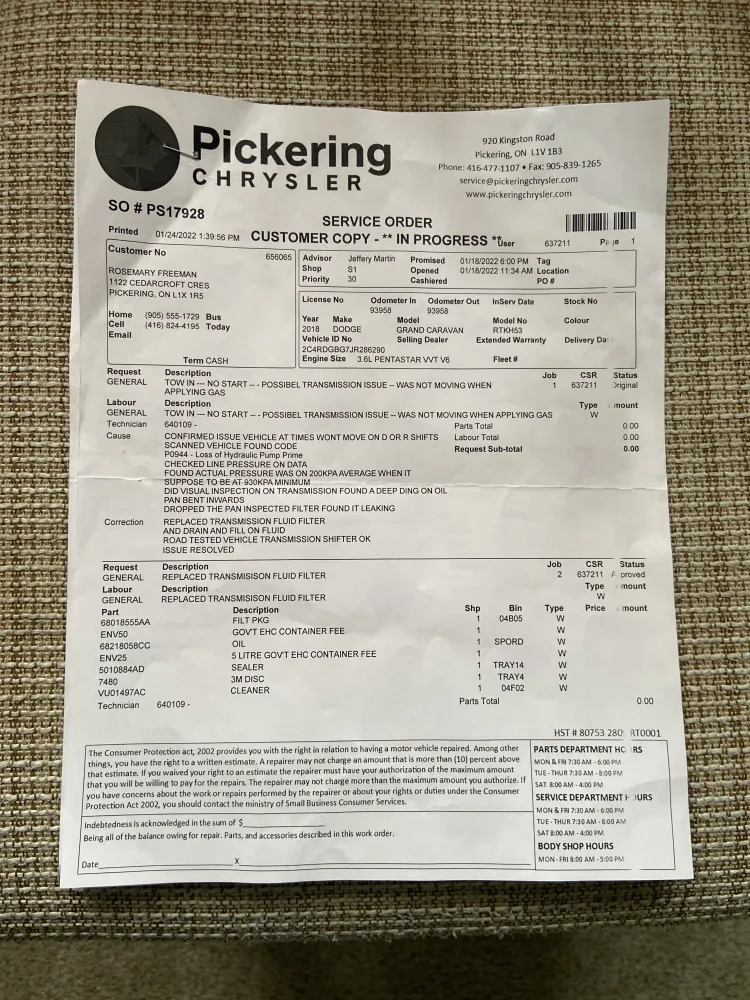 Pickering
CHRYSLER
920 Kingston Road
Pickering, ON L1V 1B3
Phone: 416-477-1107 • Fax: 905-839-1265
service@pickeringchrysler.com
www.pickeringchrysler.com
SO # PS17928
SERVICE ORDER
Printed 01/24/2022 1:39:56 PM CUSTOMER COPY - ** IN PROGRESS ** User 637211 Page 1
Customer No 656065
ROSEMARY FREEMAN
1122 CEDARCROFT CRES
PICKERING, ON L1X 1R5
Home (905) 555-1729 Bus
Cell (416) 824-4195 Today
Email
Term CASH
Advisor Jeffery Martin Promised 01/18/2022 6:00 PM Tag
Shop S1 Opened 01/18/2022 11:34 AM Location
Priority 30 Cashiered PO #
License No Odometer In Odometer Out InServ Date Stock No
93958 93958
Year Make Model Model No Colour
2018 DODGE GRAND CARAVAN RTKH53
Vehicle ID No Selling Dealer Extended Warranty Delivery Da
2C4RDGBG7JR286290
Engine Size 3.6L PENTASTAR VVT V6 Fleet #
Request Description Job CSR Status
GENERAL TOW IN --- NO START -- - POSSIBEL TRANSMISSION ISSUE -- WAS NOT MOVING WHEN 1 637211 Original
APPLYING GAS
Labour Description Type mount
GENERAL TOW IN --- NO START -- - POSSIBEL TRANSMISSION ISSUE -- WAS NOT MOVING WHEN APPLYING GAS W
Technician 640109 - Parts Total 0.00
Cause CONFIRMED ISSUE VEHICLE AT TIMES WONT MOVE ON D OR R SHIFTS Labour Total 0.00
SCANNED VEHICLE FOUND CODE Request Sub-total 0.00
P0944 - Loss of Hydraulic Pump Prime
CHECKED LINE PRESSURE ON DATA
FOUND ACTUAL PRESSURE WAS ON 200KPA AVERAGE WHEN IT
SUPPOSE TO BE AT 930KPA MINIMUM
DID VISUAL INSPECTION ON TRANSMISSION FOUND A DEEP DING ON OIL
PAN BENT INWARDS
DROPPED THE PAN INSPECTED FILTER FOUND IT LEAKING
Correction REPLACED TRANSMISSION FLUID FILTER
AND DRAIN AND FILL ON FLUID
ROAD TESTED VEHICLE TRANSMISSION SHIFTER OK
ISSUE RESOLVED
Request Description Job CSR Status
GENERAL REPLACED TRANSMISISON FLUID FILTER 2 637211 A proved
Labour Description Type mount
GENERAL REPLACED TRANSMISISON FLUID FILTER W
Part Description Shp Bin Type Price mount
68018555AA FILT PKG 1 04B05 W
ENV50 GOV'T EHC CONTAINER FEE 1 W
68218058CC OIL 1 SPORD W
ENV25 5 LITRE GOV'T EHC CONTAINER FEE 1 W
5010884AD SEALER 1 TRAY14 W
7480 3M DISC 1 TRAY4 W
VU01497AC CLEANER 1 04F02 W
Technician 640109 - Parts Total 0.00
HST # 80753 280 RT0001
The Consumer Protection act, 2002 provides you with the right in relation to having a motor vehicle repaired. Among other
things, you have the right to a written estimate. A repairer may not charge an amount that is more than (10) percent above
that estimate. If you waived your right to an estimate the repairer must have your authorization of the maximum amount
that you will be willing to pay for the repairs. The repairer may not charge more than the maximum amount you authorize. If
you have concerns about the work or repairs performed by the repairer or about your rights or duties under the Consumer
Protection Act 2002, you should contact the ministry of Small Business Consumer Services.
Indebtedness is acknowledged in the sum of $
Being all of the balance owing for repair. Parts, and accessories described in this work order.
Date X
PARTS DEPARTMENT HO RS
MON & FRI 7:30 AM - 6:00 PM
TUE - THUR 7:30 AM - 8:00 PM
SAT 8:00 AM - 4:00 PM
SERVICE DEPARTMENT HOURS
MON & FRI 7:30 AM - 6:00 PM
TUE - THUR 7:30 AM - 8:00 AM
SAT 8:00 AM - 4:00 PM
BODY SHOP HOURS
MON - FRI 8:00 AM - 5:00 PM